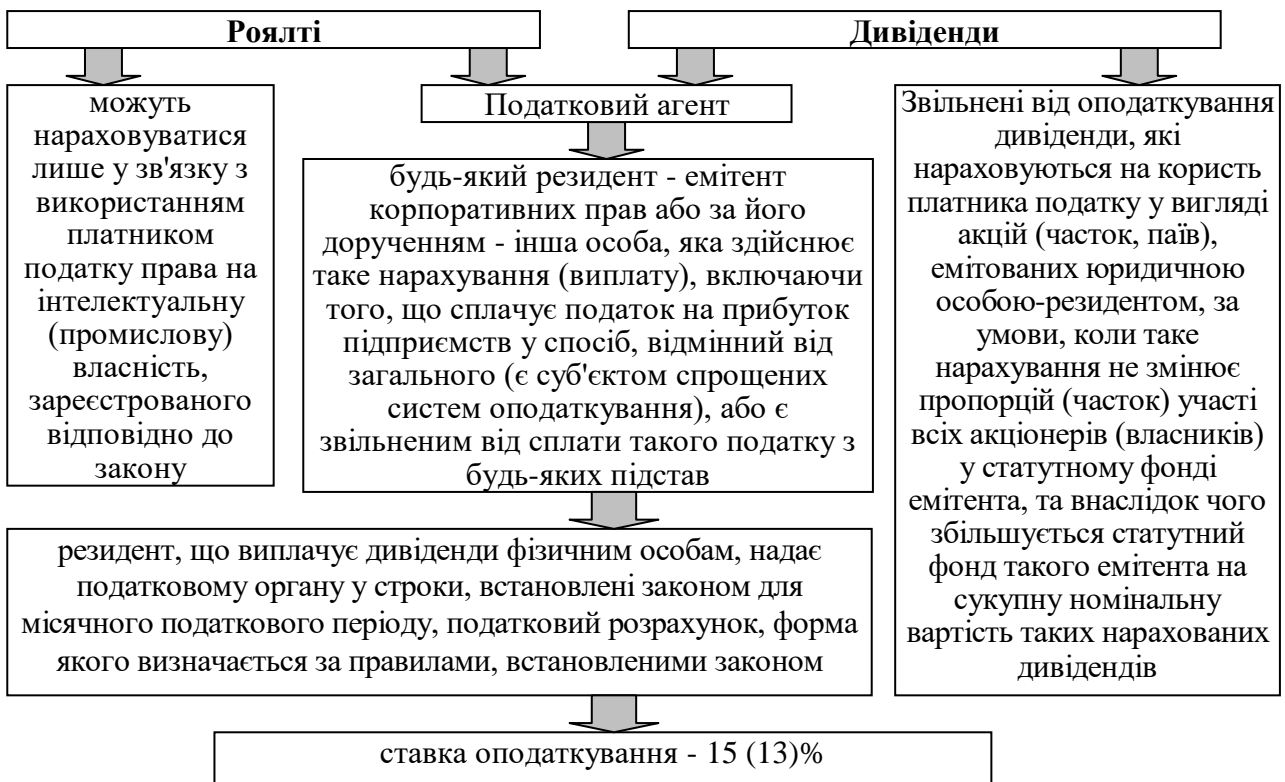 Роялті
Дивіденди
можуть
нараховуватися
лише у зв'язку з
використанням
платником
податку права на
інтелектуальну
(промислову)
власність,
зареєстрованого
відповідно до
закону
Податковий агент
будь-який резидент - емітент
корпоративних прав або за його
дорученням - інша особа, яка здійснює
таке нарахування (виплату), включаючи
того, що сплачує податок на прибуток
підприємств у спосіб, відмінний від
загального (є суб'єктом спрощених
систем оподаткування), або є
звільненим від сплати такого податку з
будь-яких підстав
Звільнені від оподаткування
дивіденди, які
нараховуються на користь
платника податку у вигляді
акцій (часток, паїв),
емітованих юридичною
особою-резидентом, за
умови, коли таке
нарахування не змінює
пропорцій (часток) участі
всіх акціонерів (власників)
у статутному фонді
емітента, та внаслідок чого
збільшується статутний
фонд такого емітента на
сукупну номінальну
вартість таких нарахованих
дивідендів
резидент, що виплачує дивіденди фізичним особам, надає
податковому органу у строки, встановлені законом для
місячного податкового періоду, податковий розрахунок, форма
якого визначається за правилами, встановленими законом
ставка оподаткування - 15 (13)%